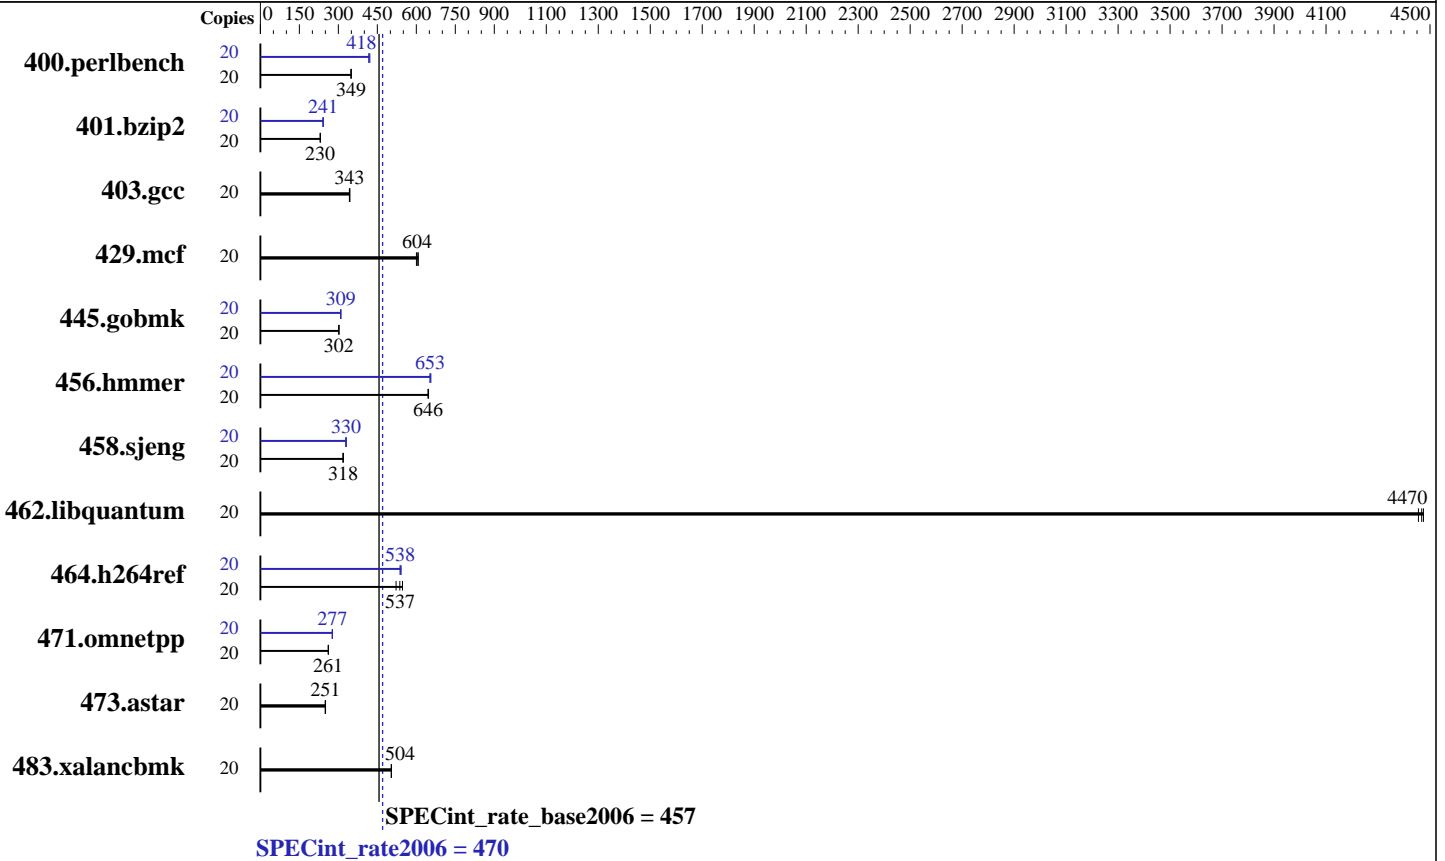 Copies 0 150 300 450 600 750 900 1100 1300 1500 1700 1900 2100 2300 2500 2700 2900 3100 3300 3500 3700 3900 4100 4500
400.perlbench 20 418
20 349
401.bzip2 20 241
20 230
403.gcc 20 343
429.mcf 20 604
445.gobmk 20 309
20 302
456.hmmer 20 653
20 646
458.sjeng 20 330
20 318
462.libquantum 20 4470
464.h264ref 20 538
20 537
471.omnetpp 20 277
20 261
473.astar 20 251
483.xalancbmk 20 504
SPECint_rate_base2006 = 457
SPECint_rate2006 = 470